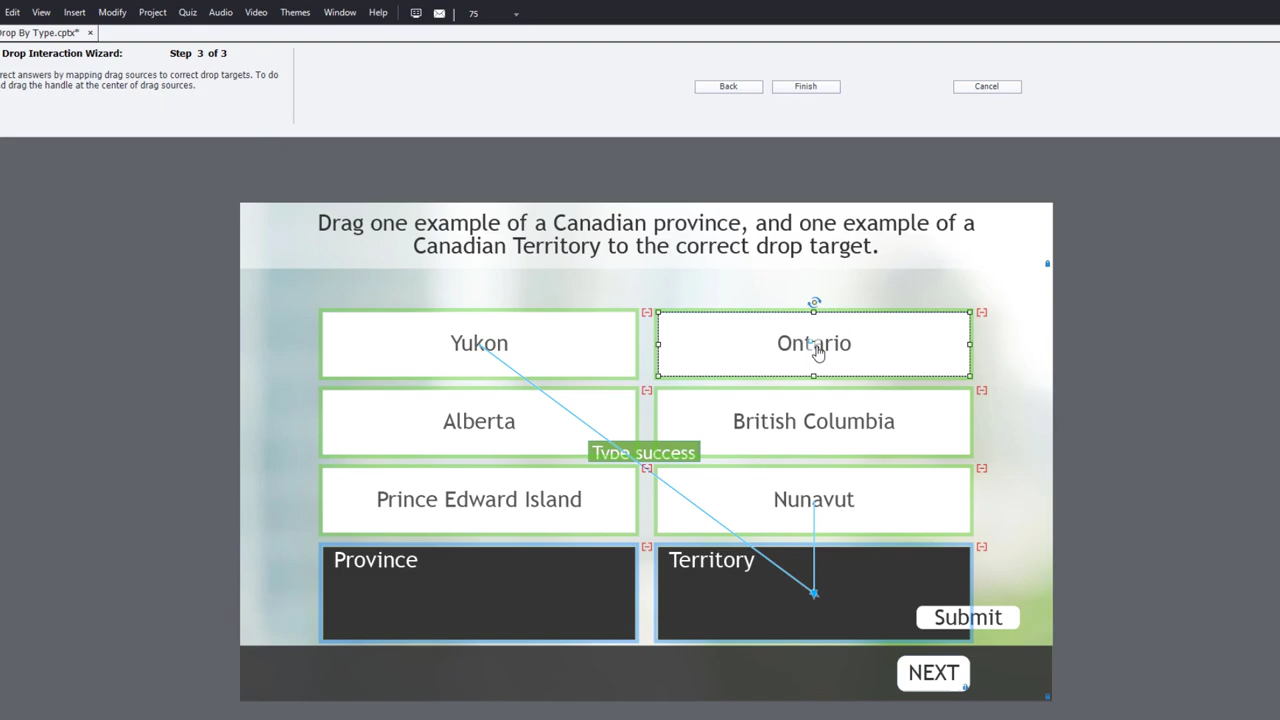 Edit View Insert Modify Project Quiz Audio Video Themes Window Help 75
rop By Type.cptx* ×
Drop Interaction Wizard: Step 3 of 3
rect answers by mapping drag sources to correct drop targets. To do
d drag the handle at the center of drag sources.
Back Finish Cancel
Drag one example of a Canadian province, and one example of a
Canadian Territory to the correct drop target.
Yukon Ontario
Alberta British Columbia
Type success
Prince Edward Island Nunavut
Province Territory
Submit
NEXT